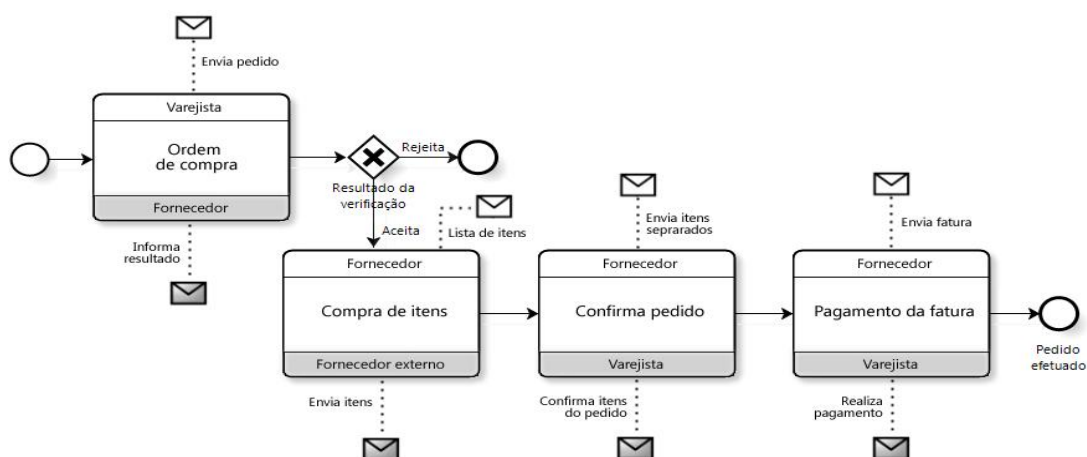 Envia pedido
Varejista
Ordem
de compra
Fornecedor
Informa
resultado
Rejeita
Resultado da
verificação
Aceita
Lista de itens
Fornecedor
Compra de itens
Fornecedor externo
Envia itens
Envia itens
seprarados
Fornecedor
Confirma pedido
Varejista
Confirma itens
do pedido
Envia fatura
Fornecedor
Pagamento da fatura
Varejista
Realiza
pagamento
Pedido
efetuado